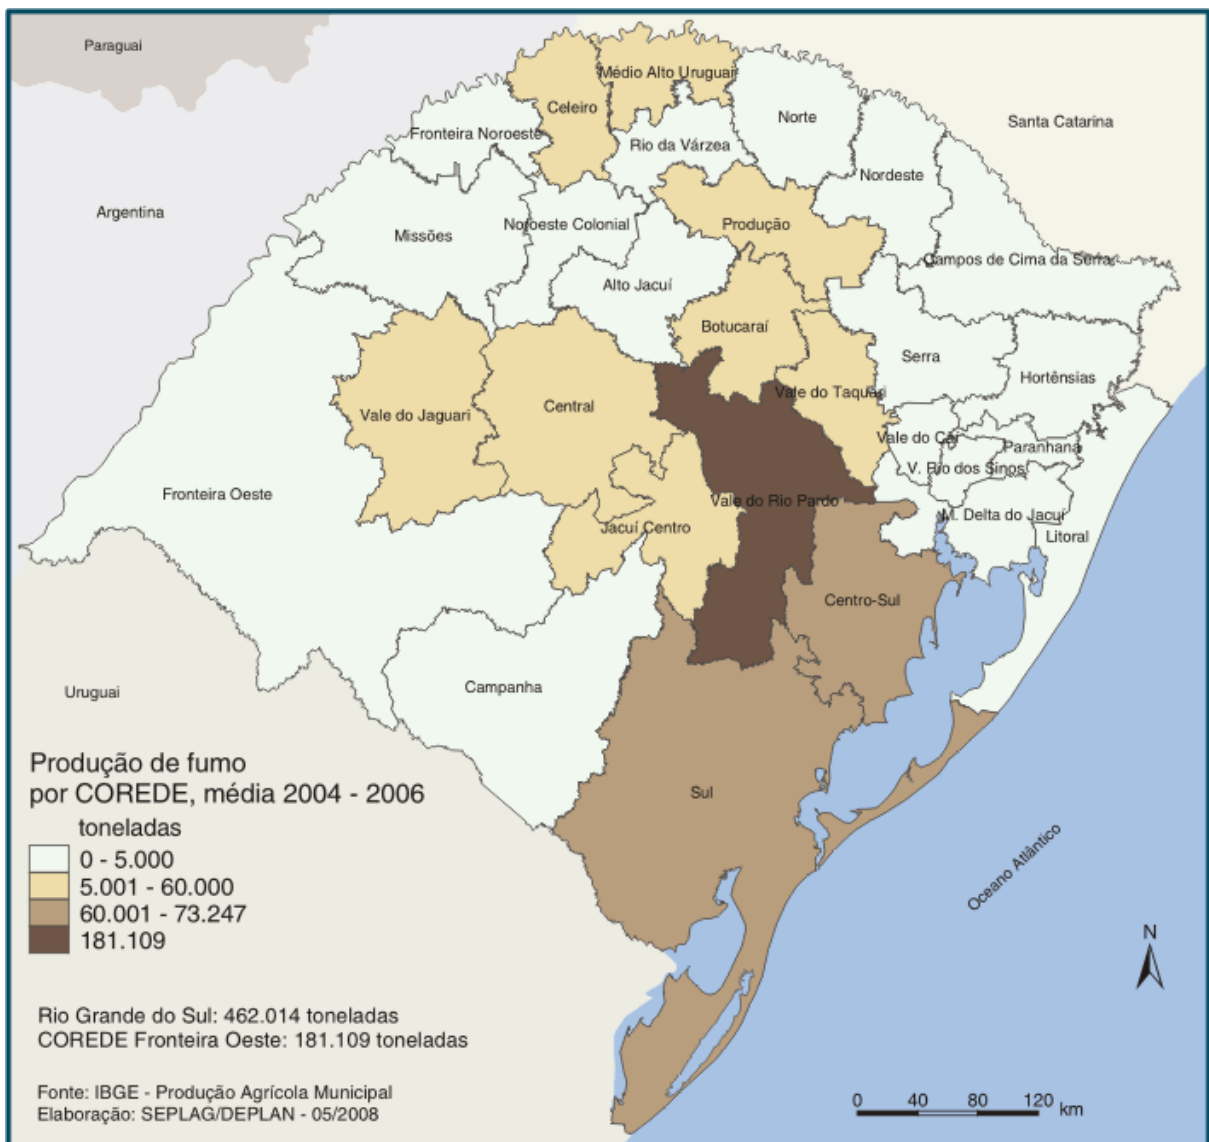 Paraguai
Médio Alto Uruguai
Celeiro
Norte
Santa Catarina
Fronteira Noroeste
Rio da Várzea
Nordeste
Argentina
Missões
Noroeste Colonial
Produção
Campos de Cima da Serra
Alto Jacuí
Botucaraí
Serra
Hortênsias
Vale do Taquari
Central
Vale do Jaguari
Vale do Caí
Paranhana
V. Rio dos Sinos
Fronteira Oeste
Vale do Rio Pardo
M. Delta do Jacuí
Jacuí Centro
Litoral
Centro-Sul
Uruguai
Campanha
Sul
Oceano Atlântico
Produção de fumo
por COREDE, média 2004 - 2006
toneladas
0 - 5.000
5.001 - 60.000
60.001 - 73.247
181.109
N
Rio Grande do Sul: 462.014 toneladas
COREDE Fronteira Oeste: 181.109 toneladas
Fonte: IBGE - Produção Agrícola Municipal
Elaboração: SEPLAG/DEPLAN - 05/2008
0 40 80 120 km